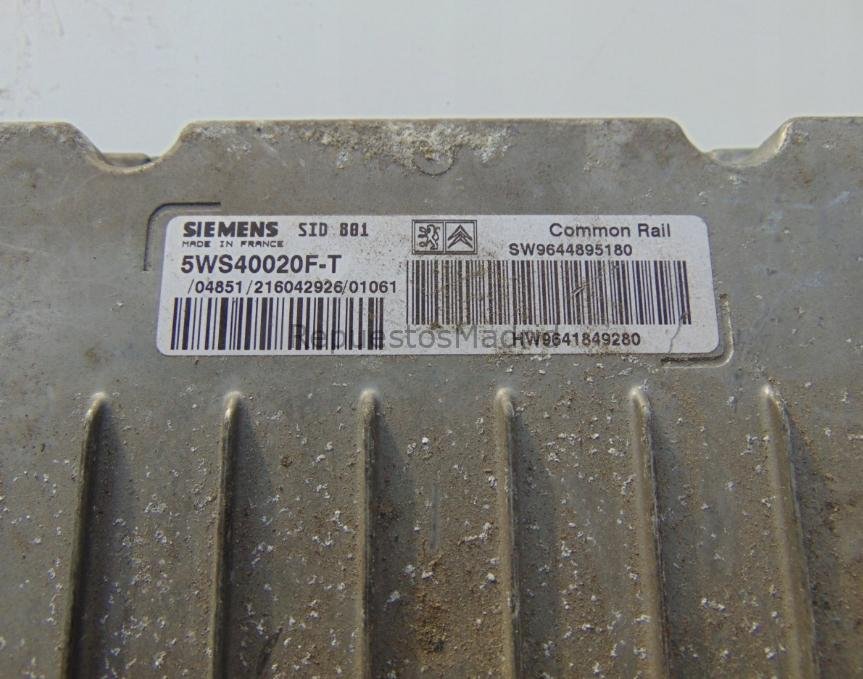 SIEMENS SID 801
MADE IN FRANCE
5WS40020F-T
/04851/216042926/01061
Common Rail
SW9644895180
HW9641849280
RepuestosMadrid